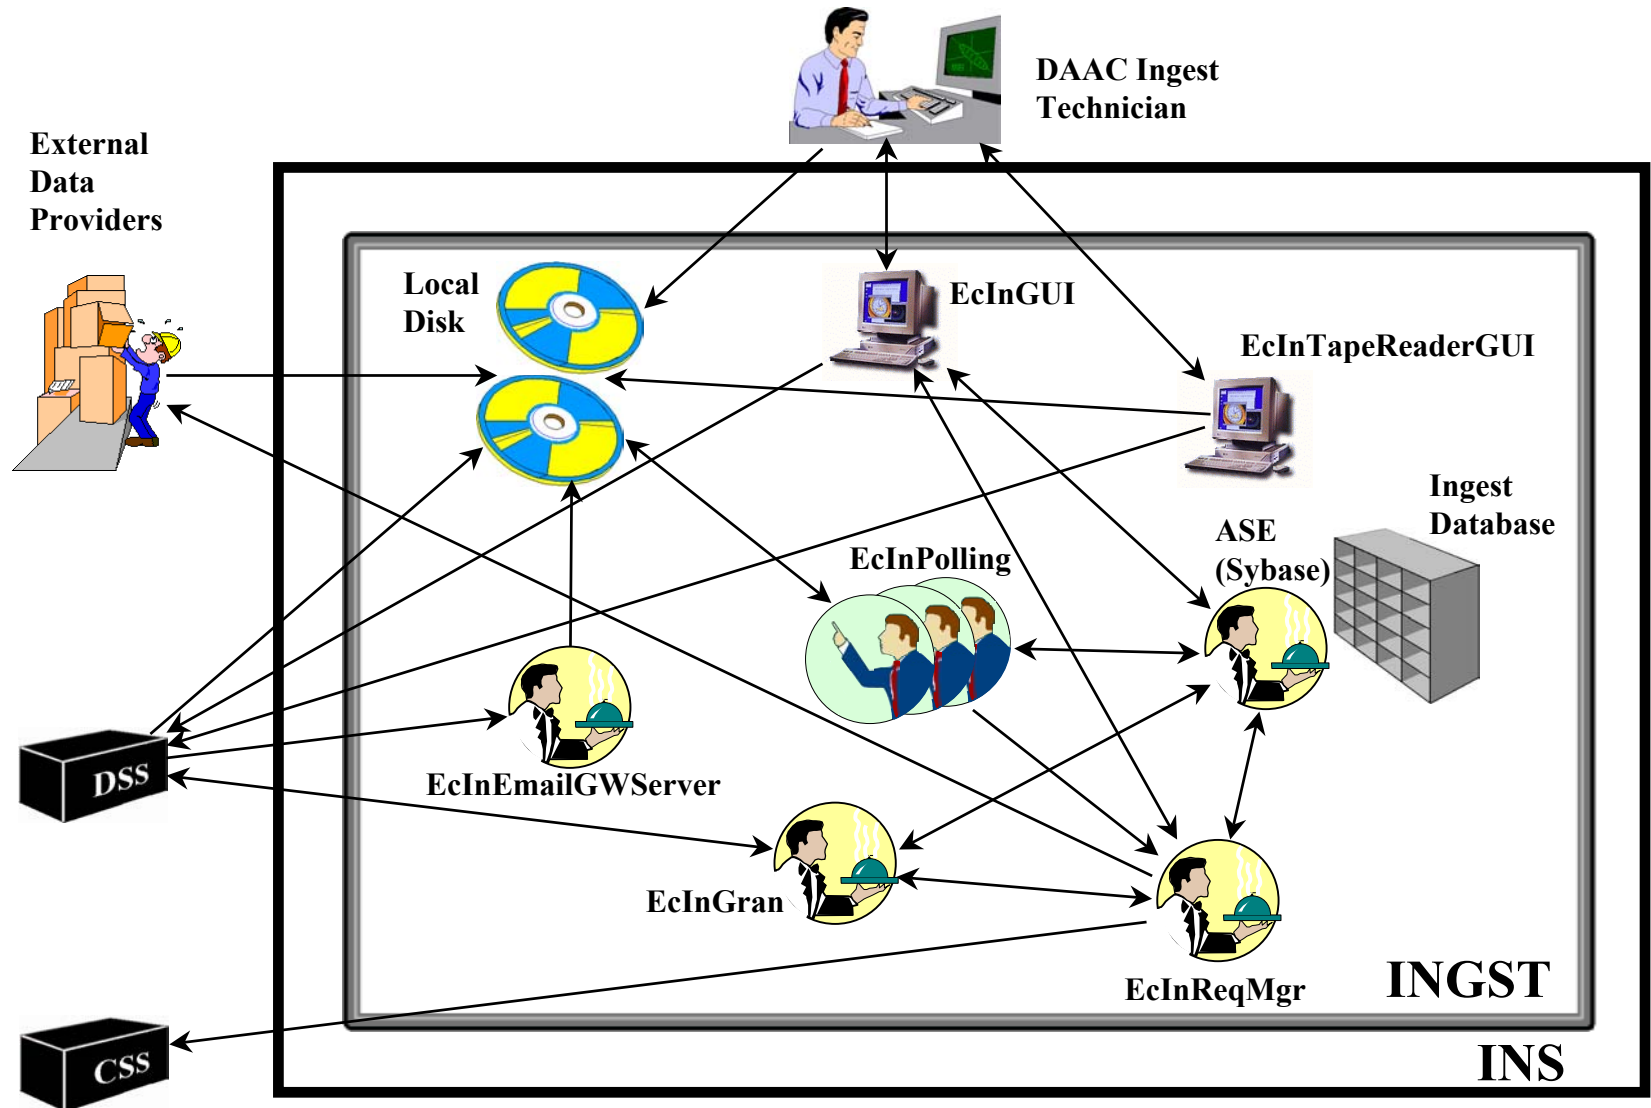 DAAC Ingest
Technician
External
Data
Providers
Local
Disk
EcInGUI
EcInTapeReaderGUI
Ingest
Database
ASE
(Sybase)
EcInPolling
DSS
EcInEmailGWServer
EcInGran
EcInReqMgr
INGST
CSS
INS